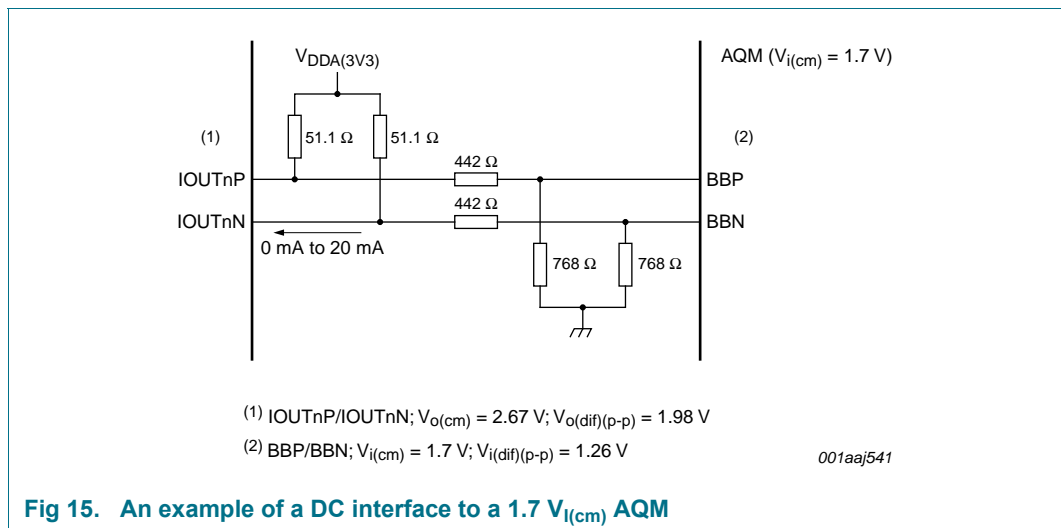 V_DDA(3V3)
AQM (V_i(cm) = 1.7 V)
(1)
51.1 Ω
51.1 Ω
(2)
442 Ω
IOUTnP
BBP
442 Ω
IOUTnN
BBN
0 mA to 20 mA
768 Ω
768 Ω
(1) IOUTnP/IOUTnN; V_o(cm) = 2.67 V; V_o(dif)(p-p) = 1.98 V
(2) BBP/BBN; V_i(cm) = 1.7 V; V_i(dif)(p-p) = 1.26 V
001aaj541
Fig 15. An example of a DC interface to a 1.7 V_I(cm) AQM